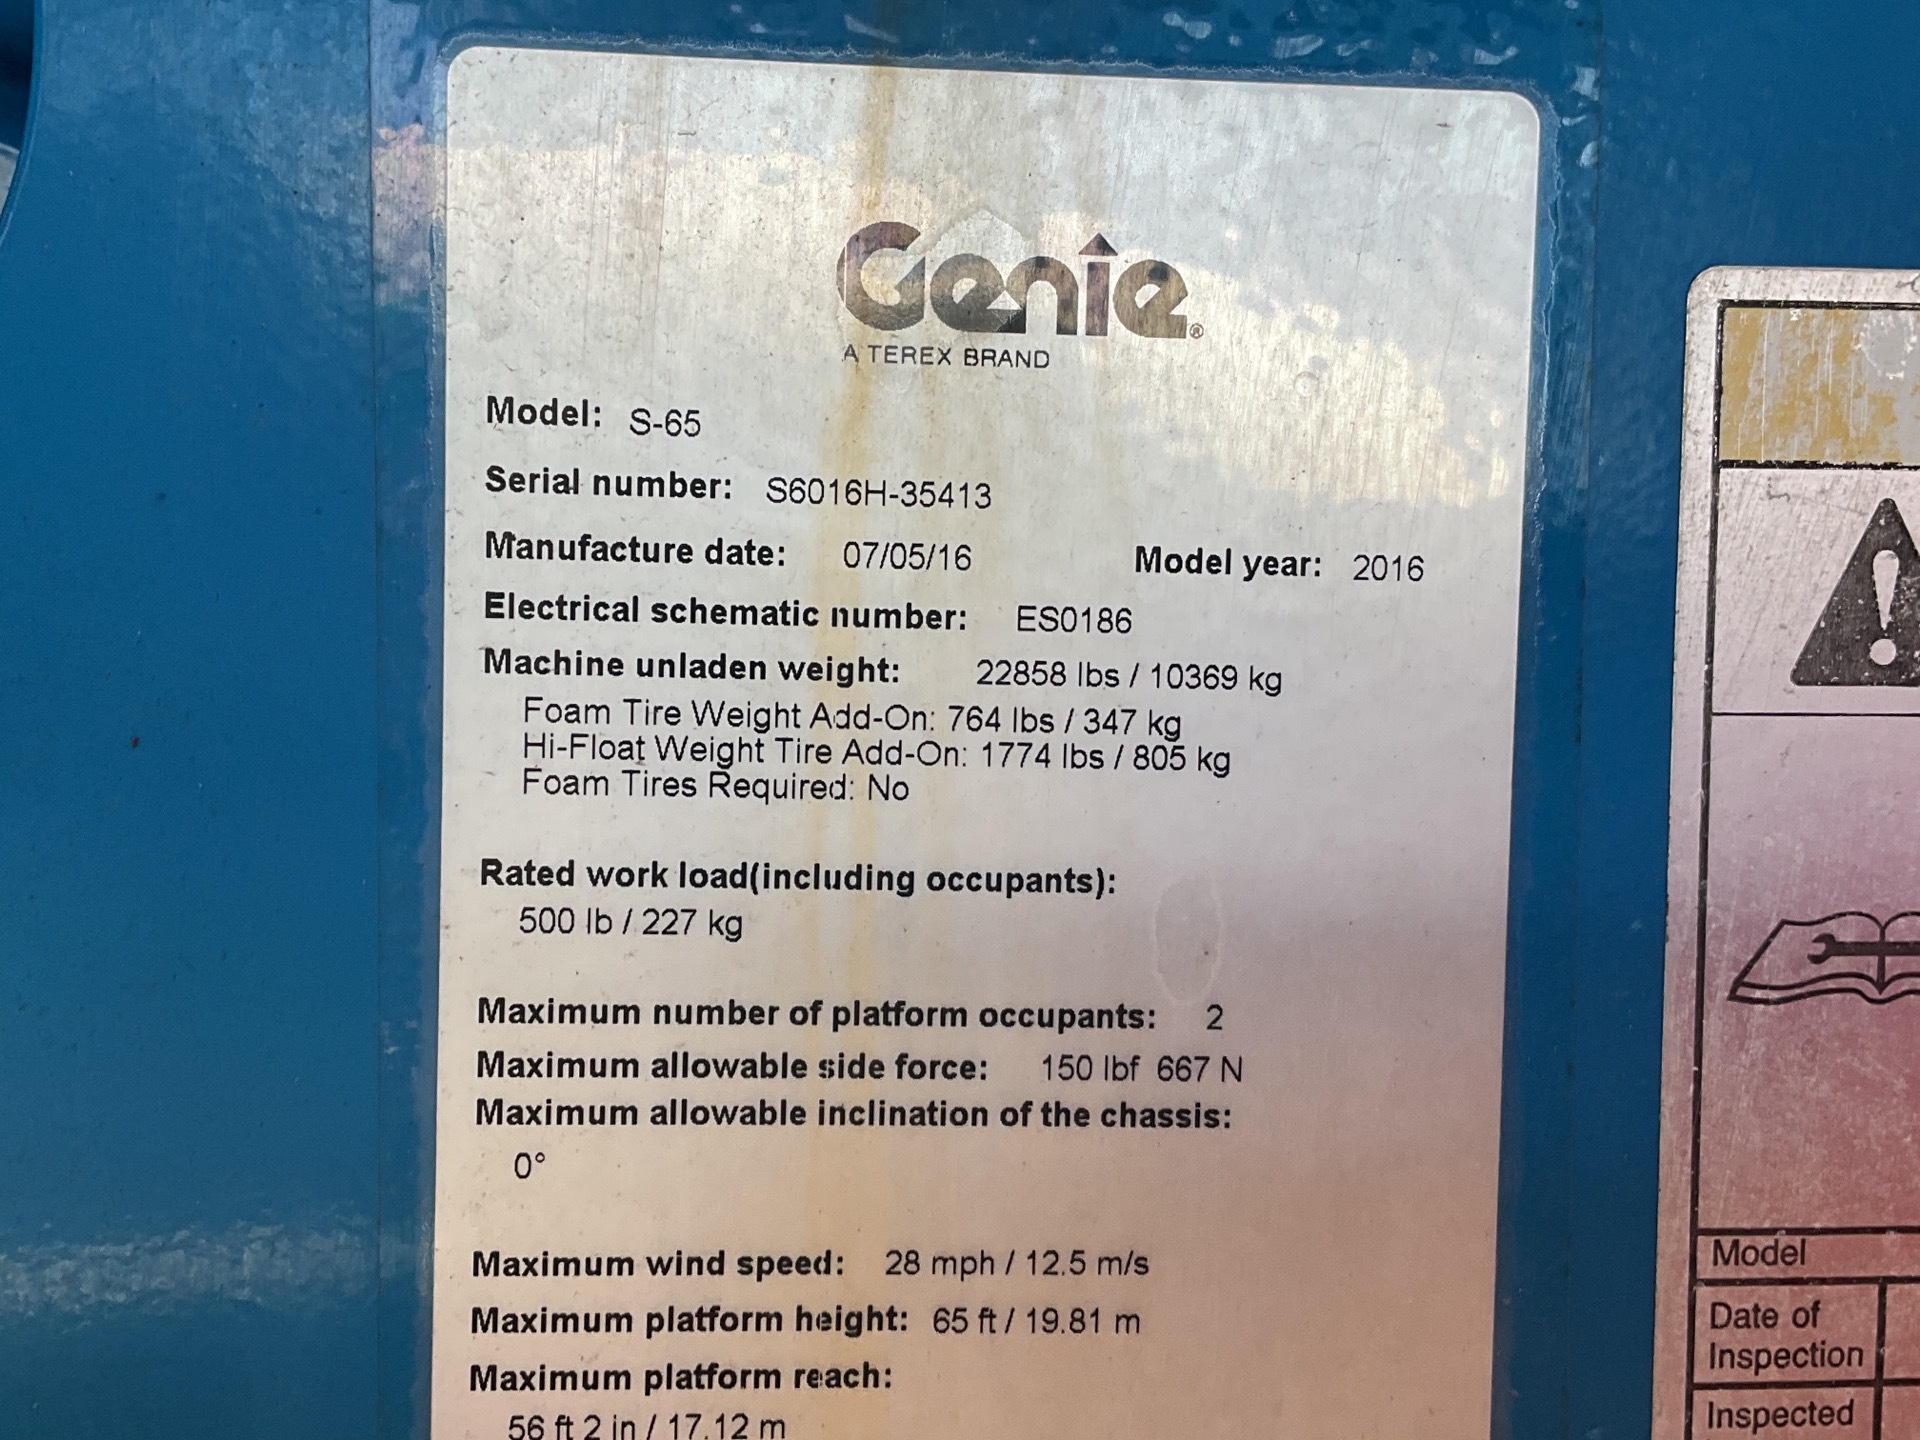 Genie®
A TEREX BRAND
Model: S-65
Serial number: S6016H-35413
Manufacture date: 07/05/16 Model year: 2016
Electrical schematic number: ES0186
Machine unladen weight: 22858 lbs / 10369 kg
Foam Tire Weight Add-On: 764 lbs / 347 kg
Hi-Float Weight Tire Add-On: 1774 lbs / 805 kg
Foam Tires Required: No
Rated work load(including occupants):
500 lb / 227 kg
Maximum number of platform occupants: 2
Maximum allowable side force: 150 lbf 667 N
Maximum allowable inclination of the chassis:
0°
Maximum wind speed: 28 mph / 12.5 m/s
Maximum platform height: 65 ft / 19.81 m
Maximum platform reach:
56 ft 2 in / 17.12 m
Model
Date of
Inspection
Inspected